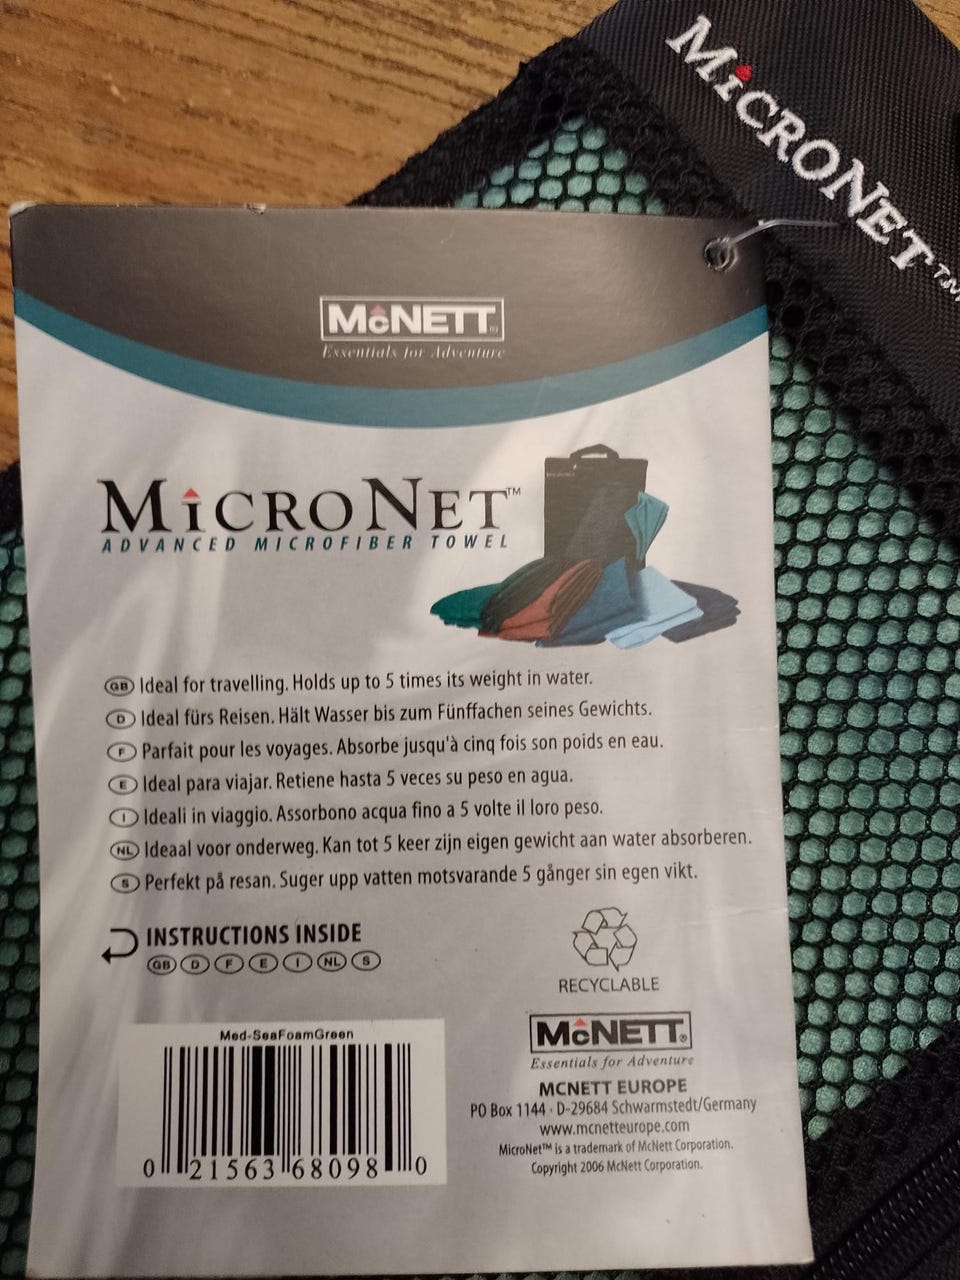 MiCRONET™
McNETT
Essentials for Adventure
MiCRONET™
ADVANCED MICROFIBER TOWEL
GB Ideal for travelling. Holds up to 5 times its weight in water.
D Ideal fürs Reisen. Hält Wasser bis zum Fünffachen seines Gewichts.
F Parfait pour les voyages. Absorbe jusqu'à cinq fois son poids en eau.
E Ideal para viajar. Retiene hasta 5 veces su peso en agua.
I Ideali in viaggio. Assorbono acqua fino a 5 volte il loro peso.
NL Ideaal voor onderweg. Kan tot 5 keer zijn eigen gewicht aan water absorberen.
S Perfekt på resan. Suger upp vatten motsvarande 5 gånger sin egen vikt.
INSTRUCTIONS INSIDE
GB D F E I NL S
RECYCLABLE
Med-SeaFoamGreen
0 21563 68098 0
McNETT®
Essentials for Adventure
MCNETT EUROPE
PO Box 1144 · D-29684 Schwarmstedt/Germany
www.mcnetteurope.com
MicroNet™ is a trademark of McNett Corporation.
Copyright 2006 McNett Corporation.